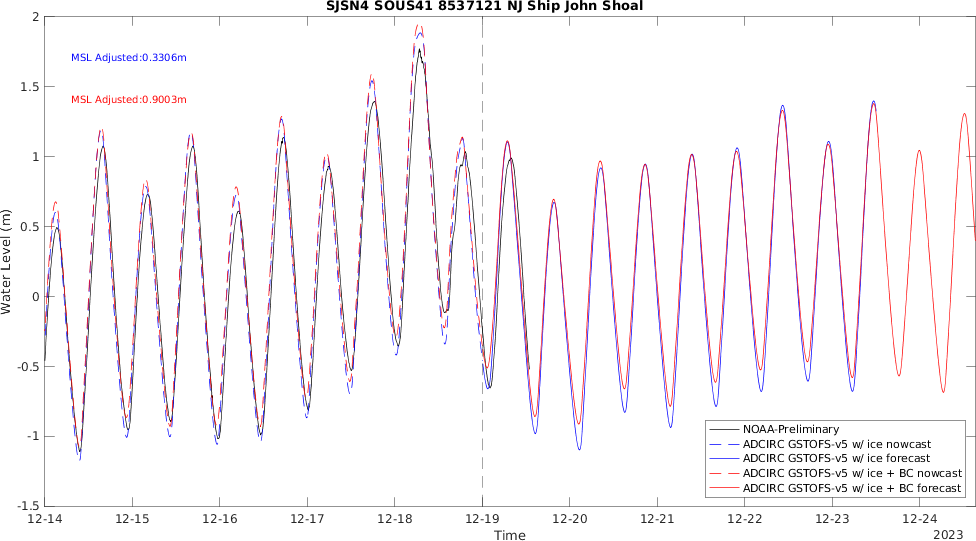 SJSN4 SOUS41 8537121 NJ Ship John Shoal
MSL Adjusted:0.3306m
MSL Adjusted:0.9003m
Water Level (m)
2
1.5
1
0.5
0
-0.5
-1
-1.5
NOAA-Preliminary
ADCIRC GSTOFS-v5 w/ ice nowcast
ADCIRC GSTOFS-v5 w/ ice forecast
ADCIRC GSTOFS-v5 w/ ice + BC nowcast
ADCIRC GSTOFS-v5 w/ ice + BC forecast
12-14 12-15 12-16 12-17 12-18 12-19 12-20 12-21 12-22 12-23 12-24
Time
2023